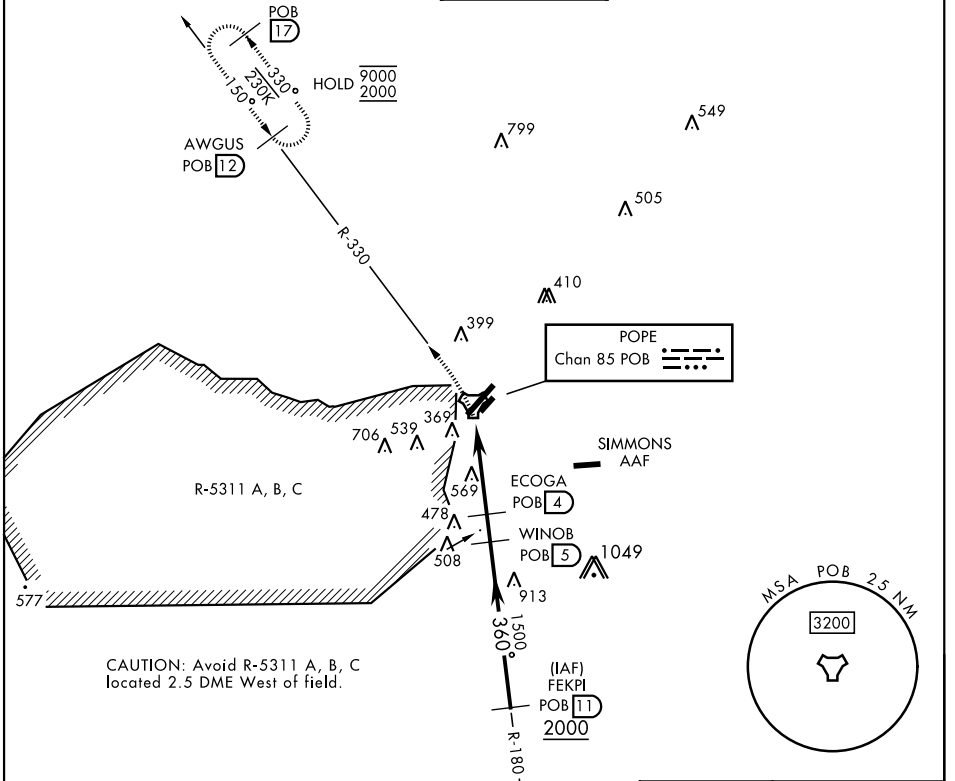 POB
17
330°
230K
150°
HOLD 9000
2000
AWGUS
POB 12
R-330
799
549
505
410
399
POPE
Chan 85 POB
369
706
539
SIMMONS
AAF
R-5311 A, B, C
569
ECOGA
POB 4
478
WINOB
POB 5
508
1049
577
913
1500
360°
MSA POB 25 NM
3200
CAUTION: Avoid R-5311 A, B, C
located 2.5 DME West of field.
(IAF)
FEKPI
POB 11
2000
R-180